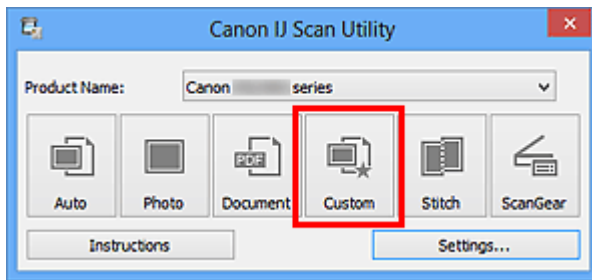 Canon IJ Scan Utility
Product Name: Canon series
PDF
Auto Photo Document Custom Stitch ScanGear
Instructions Settings...